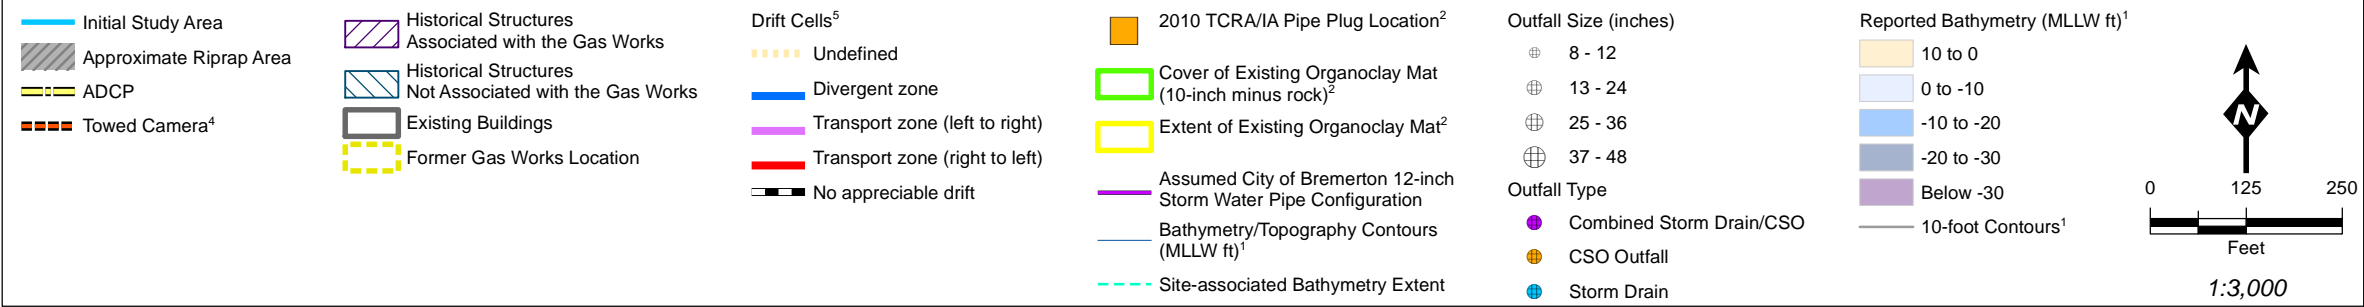 Initial Study Area
Approximate Riprap Area
ADCP
Towed Camera4
Historical Structures
Associated with the Gas Works
Historical Structures
Not Associated with the Gas Works
Existing Buildings
Former Gas Works Location
Drift Cells5
Undefined
Divergent zone
Transport zone (left to right)
Transport zone (right to left)
No appreciable drift
2010 TCRA/IA Pipe Plug Location2
Cover of Existing Organoclay Mat
(10-inch minus rock)2
Extent of Existing Organoclay Mat2
Assumed City of Bremerton 12-inch
Storm Water Pipe Configuration
Bathymetry/Topography Contours
(MLLW ft)1
Site-associated Bathymetry Extent
Outfall Size (inches)
8 - 12
13 - 24
25 - 36
37 - 48
Outfall Type
Combined Storm Drain/CSO
CSO Outfall
Storm Drain
Reported Bathymetry (MLLW ft)1
10 to 0
0 to -10
-10 to -20
-20 to -30
Below -30
10-foot Contours1
N
0 125 250
Feet
1:3,000